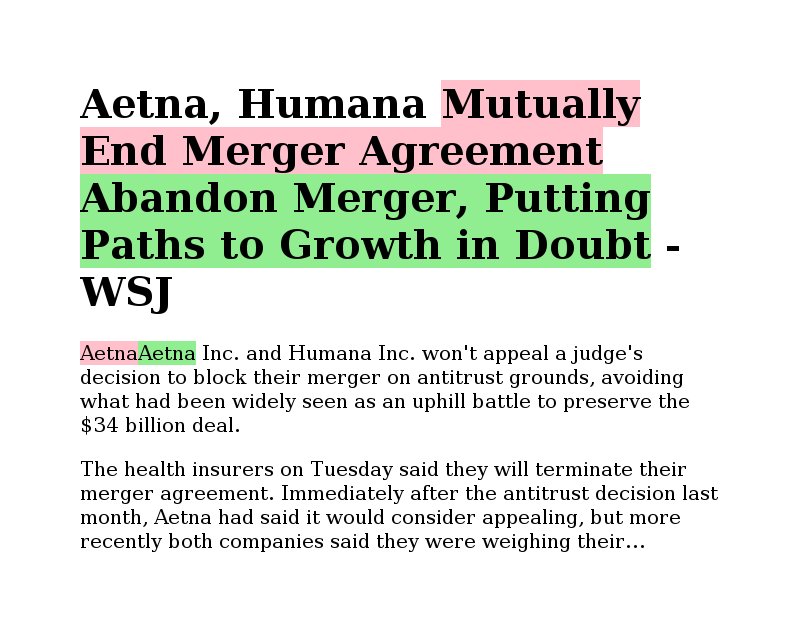 Aetna, Humana Mutually
End Merger Agreement
Abandon Merger, Putting
Paths to Growth in Doubt -
WSJ
AetnaAetna Inc. and Humana Inc. won't appeal a judge's
decision to block their merger on antitrust grounds, avoiding
what had been widely seen as an uphill battle to preserve the
$34 billion deal.
The health insurers on Tuesday said they will terminate their
merger agreement. Immediately after the antitrust decision last
month, Aetna had said it would consider appealing, but more
recently both companies said they were weighing their…